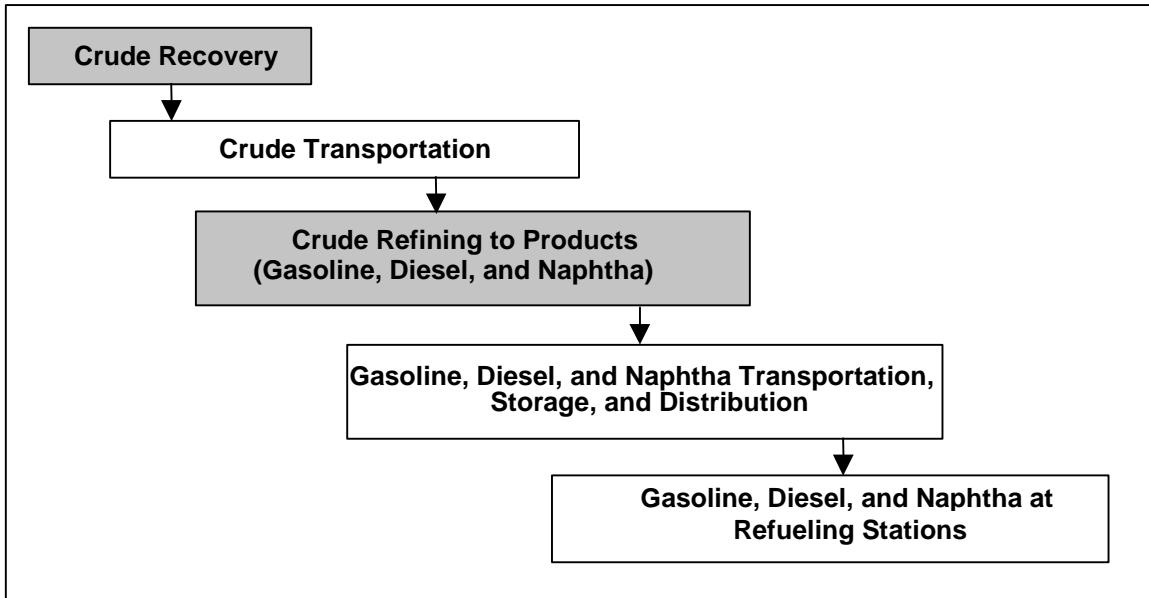 Crude Recovery
Crude Transportation
Crude Refining to Products
(Gasoline, Diesel, and Naphtha)
Gasoline, Diesel, and Naphtha Transportation,
Storage, and Distribution
Gasoline, Diesel, and Naphtha at
Refueling Stations